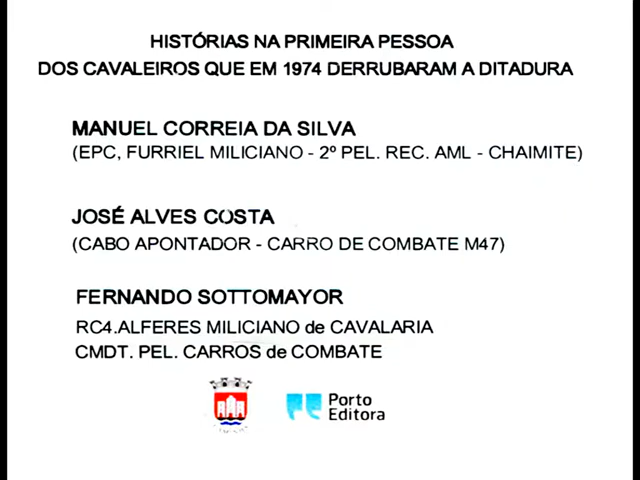 HISTÓRIAS NA PRIMEIRA PESSOA
DOS CAVALEIROS QUE EM 1974 DERRUBARAM A DITADURA
MANUEL CORREIA DA SILVA
(EPC, FURRIEL MILICIANO - 2º PEL. REC. AML - CHAIMITE)
JOSÉ ALVES COSTA
(CABO APONTADOR - CARRO DE COMBATE M47)
FERNANDO SOTTOMAYOR
RC4.ALFERES MILICIANO de CAVALARIA
CMDT. PEL. CARROS de COMBATE
Porto
Editora